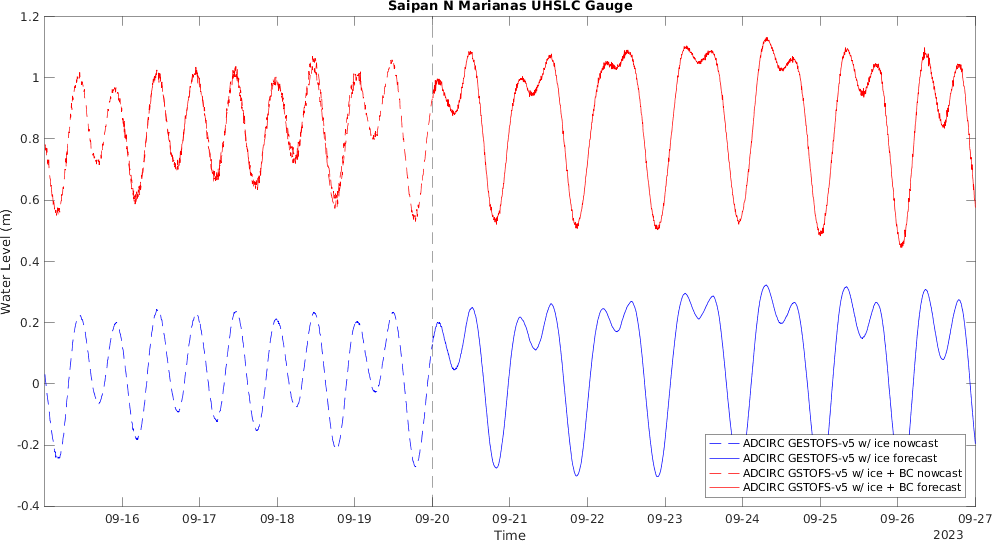 Saipan N Marianas UHSLC Gauge
Water Level (m)
1.2
1
0.8
0.6
0.4
0.2
0
-0.2
-0.4
ADCIRC GESTOFS-v5 w/ ice nowcast
ADCIRC GESTOFS-v5 w/ ice forecast
ADCIRC GSTOFS-v5 w/ ice + BC nowcast
ADCIRC GSTOFS-v5 w/ ice + BC forecast
09-16 09-17 09-18 09-19 09-20 09-21 09-22 09-23 09-24 09-25 09-26 09-27
Time
2023